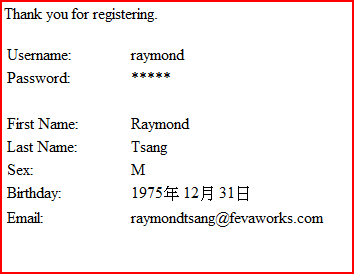 Thank you for registering.
Username: raymond
Password: *****
First Name: Raymond
Last Name: Tsang
Sex: M
Birthday: 1975年 12月 31日
Email: raymondtsang@fevaworks.com